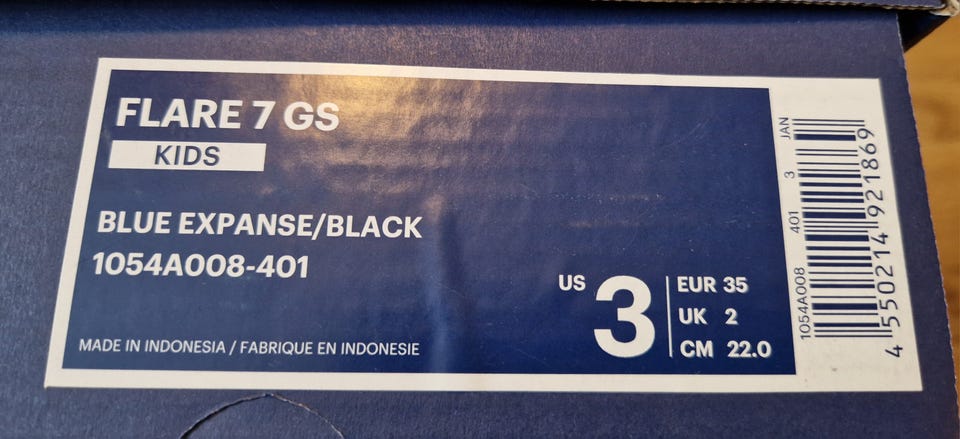 FLARE 7 GS
KIDS
BLUE EXPANSE/BLACK
1054A008-401
MADE IN INDONESIA / FABRIQUE EN INDONESIE
US 3
EUR 35
UK 2
CM 22.0
1054A008 401 3 JAN
4 550214 921869